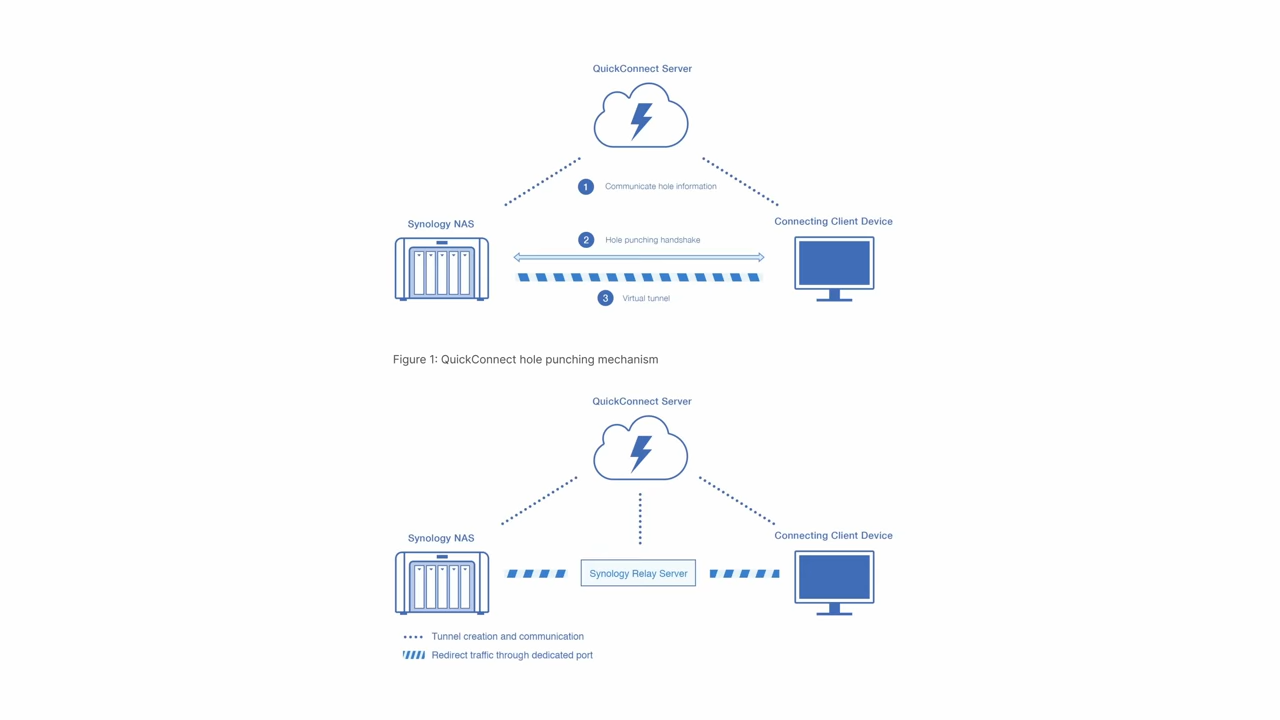 QuickConnect Server
1 Communicate hole information
Synology NAS
Connecting Client Device
2 Hole punching handshake
3 Virtual tunnel
Figure 1: QuickConnect hole punching mechanism
QuickConnect Server
Synology NAS
Connecting Client Device
Synology Relay Server
Tunnel creation and communication
Redirect traffic through dedicated port